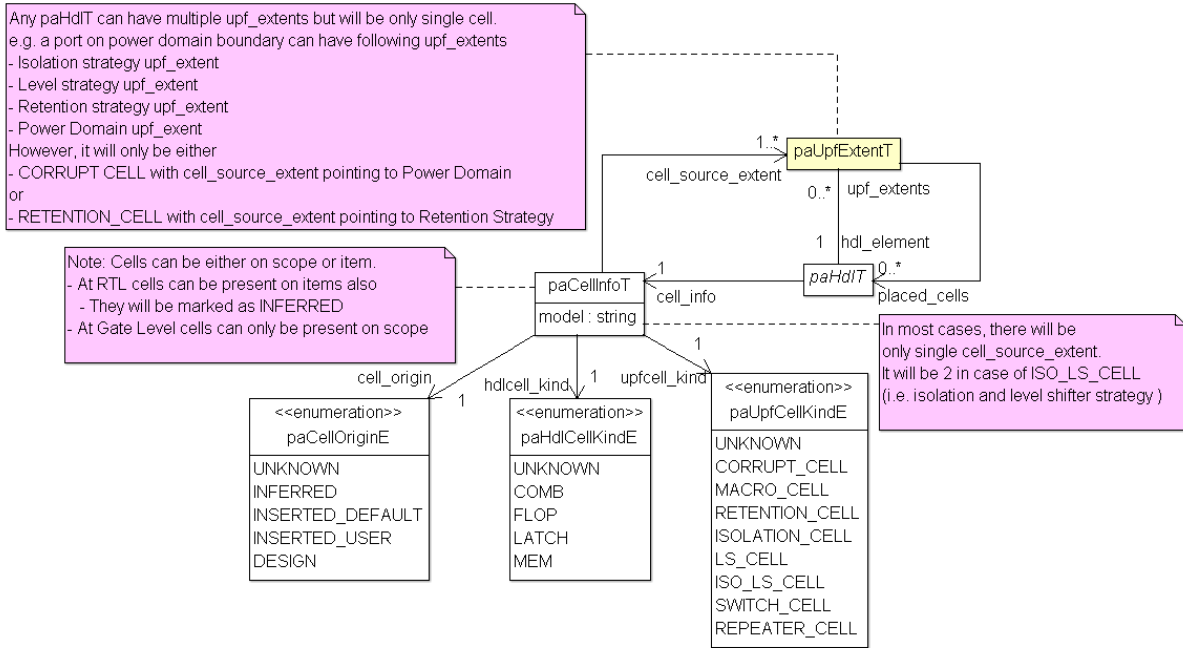 Any paHdlT can have multiple upf_extents but will be only single cell.
e.g. a port on power domain boundary can have following upf_extents
- Isolation strategy upf_extent
- Level strategy upf_extent
- Retention strategy upf_extent
- Power Domain upf_exent
However, it will only be either
- CORRUPT CELL with cell_source_extent pointing to Power Domain
or
- RETENTION_CELL with cell_source_extent pointing to Retention Strategy
1..*
paUpfExtentT
cell_source_extent
0..*
upf_extents
1
hdl_element
Note: Cells can be either on scope or item.
- At RTL cells can be present on items also
- They will be marked as INFERRED
- At Gate Level cells can only be present on scope
paCellInfoT
model : string
1
cell_info
paHdlT
0..*
placed_cells
In most cases, there will be
only single cell_source_extent.
It will be 2 in case of ISO_LS_CELL
(i.e. isolation and level shifter strategy )
cell_origin
1
hdlcell_kind
1
upfcell_kind
1
<<enumeration>>
paCellOriginE
UNKNOWN
INFERRED
INSERTED_DEFAULT
INSERTED_USER
DESIGN
<<enumeration>>
paHdlCellKindE
UNKNOWN
COMB
FLOP
LATCH
MEM
<<enumeration>>
paUpfCellKindE
UNKNOWN
CORRUPT_CELL
MACRO_CELL
RETENTION_CELL
ISOLATION_CELL
LS_CELL
ISO_LS_CELL
SWITCH_CELL
REPEATER_CELL